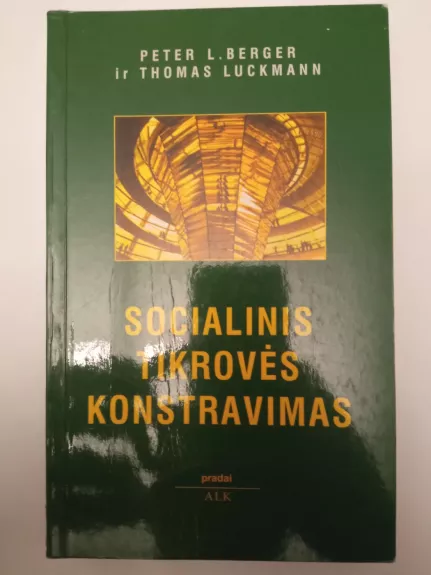 PETER L. BERGER
ir THOMAS LUCKMANN
SOCIALINIS
TIKROVĖS
KONSTRAVIMAS
pradai
ALK